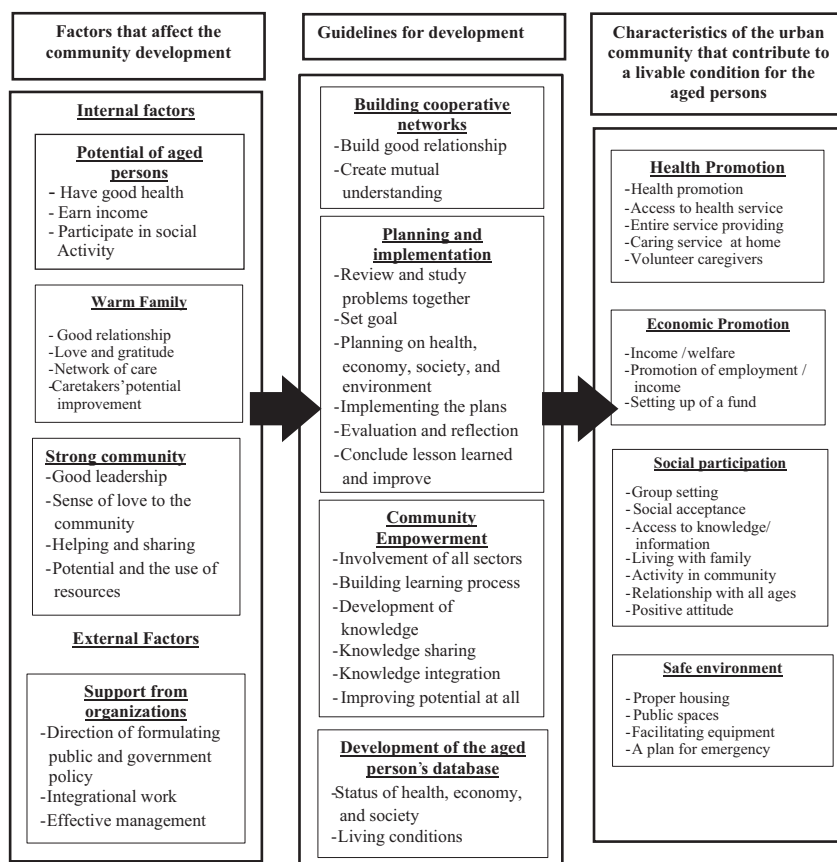 Factors that affect the
community development
Internal factors
Potential of aged
persons
- Have good health
- Earn income
- Participate in social
Activity
Warm Family
- Good relationship
-Love and gratitude
-Network of care
-Caretakers'potential
improvement
Strong community
-Good leadership
-Sense of love to the
community
-Helping and sharing
-Potential and the use of
resources
External Factors
Support from
organizations
-Direction of formulating
public and government
policy
-Integrational work
-Effective management
Guidelines for development
Building cooperative
networks
-Build good relationship
-Create mutual
understanding
Planning and
implementation
-Review and study
problems together
-Set goal
-Planning on health,
economy, society, and
environment
-Implementing the plans
-Evaluation and reflection
-Conclude lesson learned
and improve
Community
Empowerment
-Involvement of all sectors
-Building learning process
-Development of
knowledge
-Knowledge sharing
-Knowledge integration
-Improving potential at all
Development of the aged
person's database
-Status of health, economy,
and society
-Living conditions
Characteristics of the urban
community that contribute to
a livable condition for the
aged persons
Health Promotion
-Health promotion
-Access to health service
-Entire service providing
-Caring service at home
-Volunteer caregivers
Economic Promotion
-Income /welfare
-Promotion of employment /
income
-Setting up of a fund
Social participation
-Group setting
-Social acceptance
-Access to knowledge/
information
-Living with family
-Activity in community
-Relationship with all ages
-Positive attitude
Safe environment
-Proper housing
-Public spaces
-Facilitating equipment
-A plan for emergency